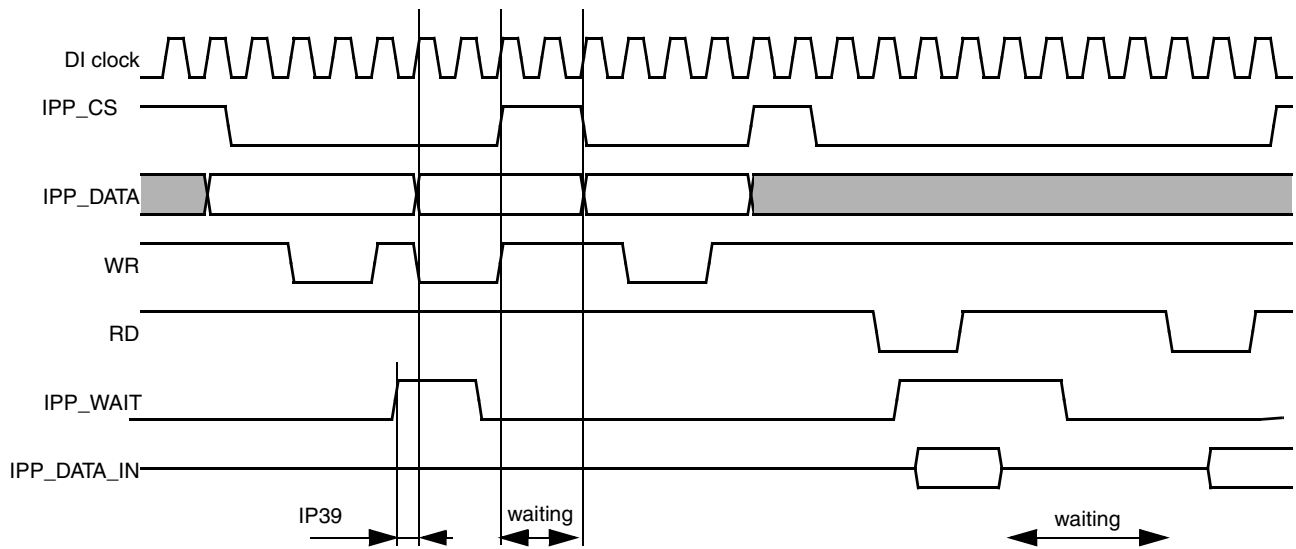 DI clock
IPP_CS
IPP_DATA
WR
RD
IPP_WAIT
IPP_DATA_IN
IP39
waiting
waiting